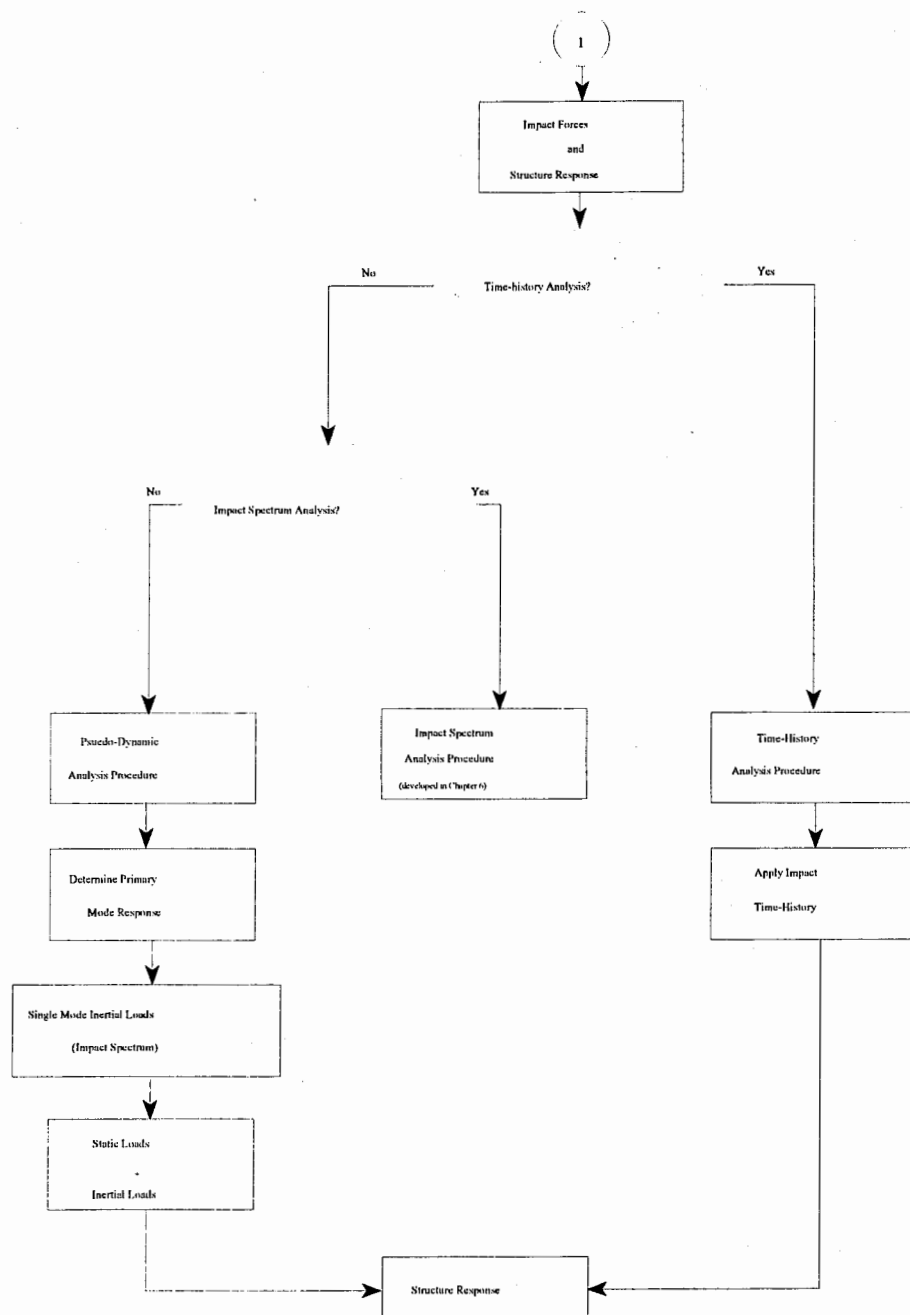 1
Impact Forces
and
Structure Response
No
Time-history Analysis?
Yes
No
Impact Spectrum Analysis?
Yes
Psuedo-Dynamic
Analysis Procedure
Impact Spectrum
Analysis Procedure
(developed in Chapter 6)
Time-History
Analysis Procedure
Determine Primary
Mode Response
Apply Impact
Time-History
Single Mode Inertial Loads
(Impact Spectrum)
Static Loads
+
Inertial Loads
Structure Response